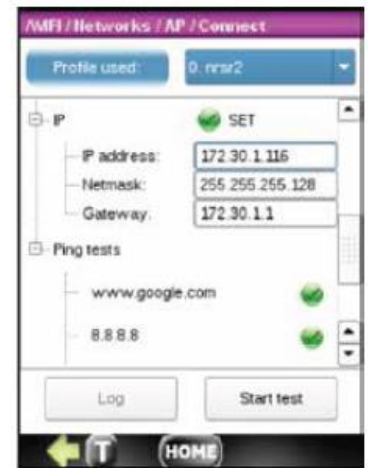 /WiFi / Networks / AP / Connect
Profile used: 0. nrsr2
IP SET
IP address: 172.30.1.116
Netmask: 255.255.255.128
Gateway: 172.30.1.1
Ping tests
www.google.com
8.8.8.8
Log Start test
T HOME